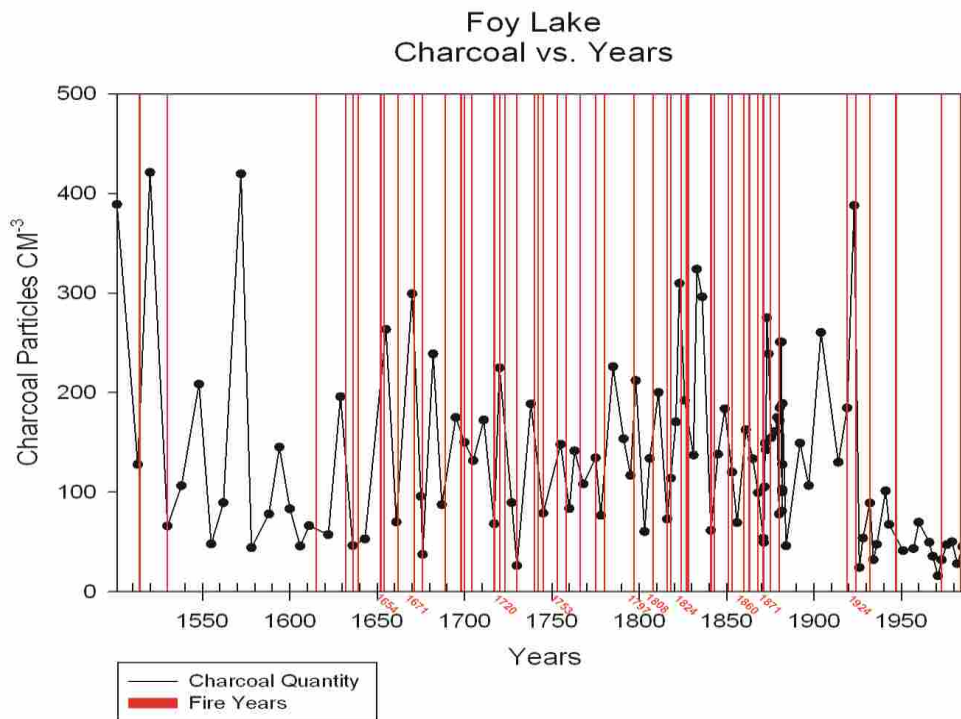 Foy Lake
Charcoal vs. Years
Charcoal Particles CM-3
500
400
300
200
100
0
1550 1600 1650 1700 1750 1800 1850 1900 1950
1654 1671 1720 1753 1797 1808 1824 1860 1871 1924
Years
Charcoal Quantity
Fire Years